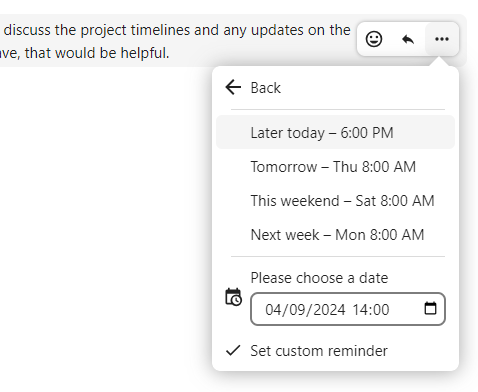 discuss the project timelines and any updates on the
ve, that would be helpful.
Back
Later today – 6:00 PM
Tomorrow – Thu 8:00 AM
This weekend – Sat 8:00 AM
Next week – Mon 8:00 AM
Please choose a date
04/09/2024 14:00
Set custom reminder